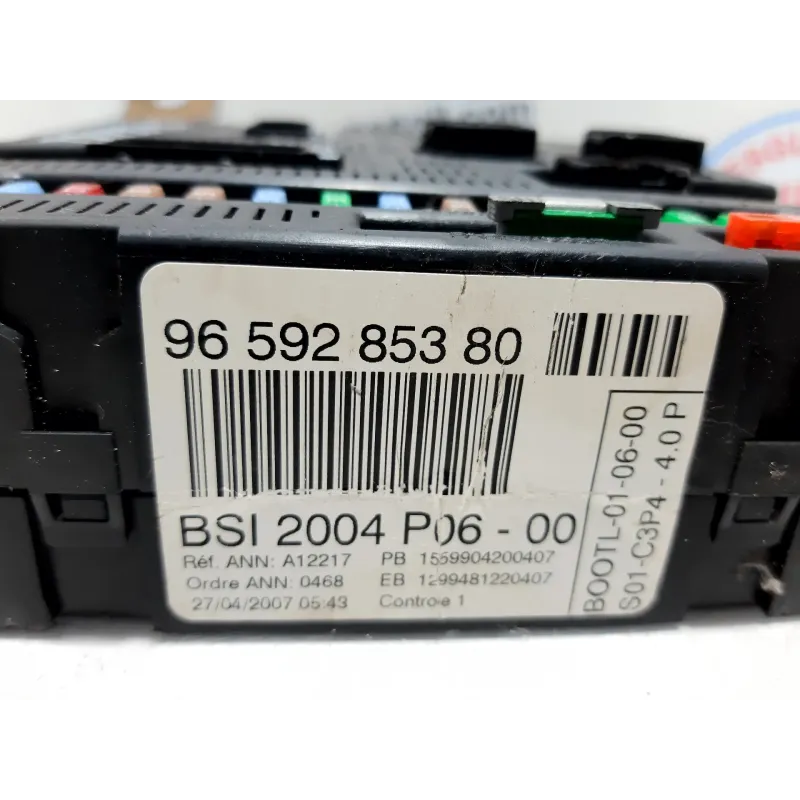 96 592 853 80
BSI 2004 P06 - 00
Réf. ANN: A12217 PB 1559904200407
Ordre ANN: 0468 EB 1299481220407
27/04/2007 05:43 Controle 1
BOOTL-01-06-00
S01-C3P4 - 4.0 P